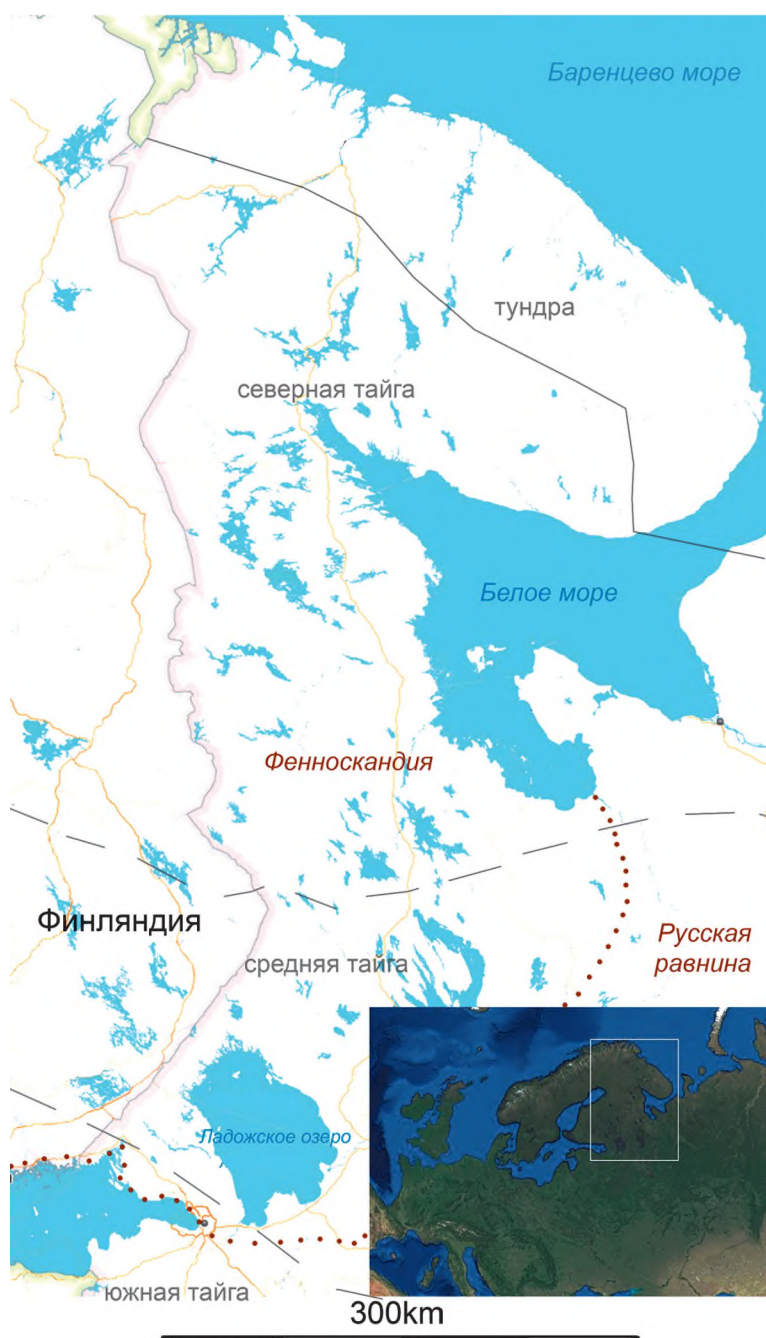 Баренцево море
тундра
северная тайга
Белое море
Фенноскандия
Финляндия
Русская
равнина
средняя тайга
Ладожское озеро
южная тайга
300km